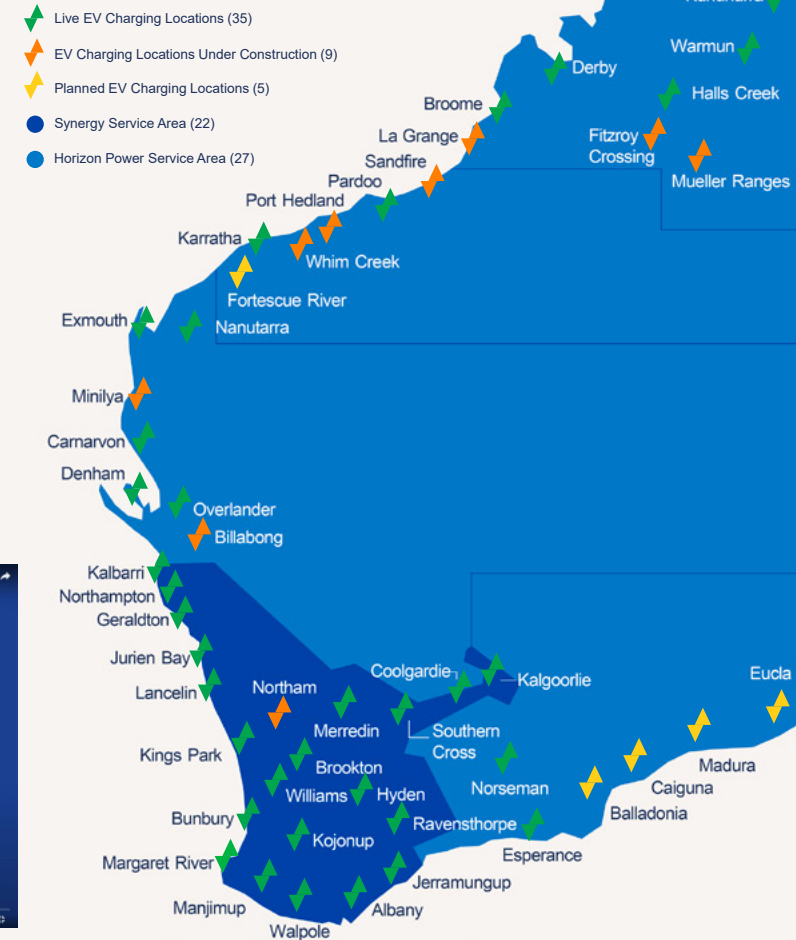 Live EV Charging Locations (35)
EV Charging Locations Under Construction (9)
Planned EV Charging Locations (5)
Synergy Service Area (22)
Horizon Power Service Area (27)
Warmun
Derby
Halls Creek
Broome
La Grange
Fitzroy
Crossing
Sandfire
Mueller Ranges
Pardoo
Port Hedland
Karratha
Whim Creek
Fortescue River
Exmouth
Nanutarra
Minilya
Carnarvon
Denham
Overlander
Billabong
Kalbarri
Northampton
Geraldton
Jurien Bay
Coolgardie
Kalgoorlie
Eucla
Lancelin
Northam
Merredin
Southern
Cross
Kings Park
Brookton
Madura
Norseman
Caiguna
Williams
Hyden
Balladonia
Bunbury
Ravensthorpe
Kojonup
Esperance
Margaret River
Jerramungup
Manjimup
Albany
Walpole